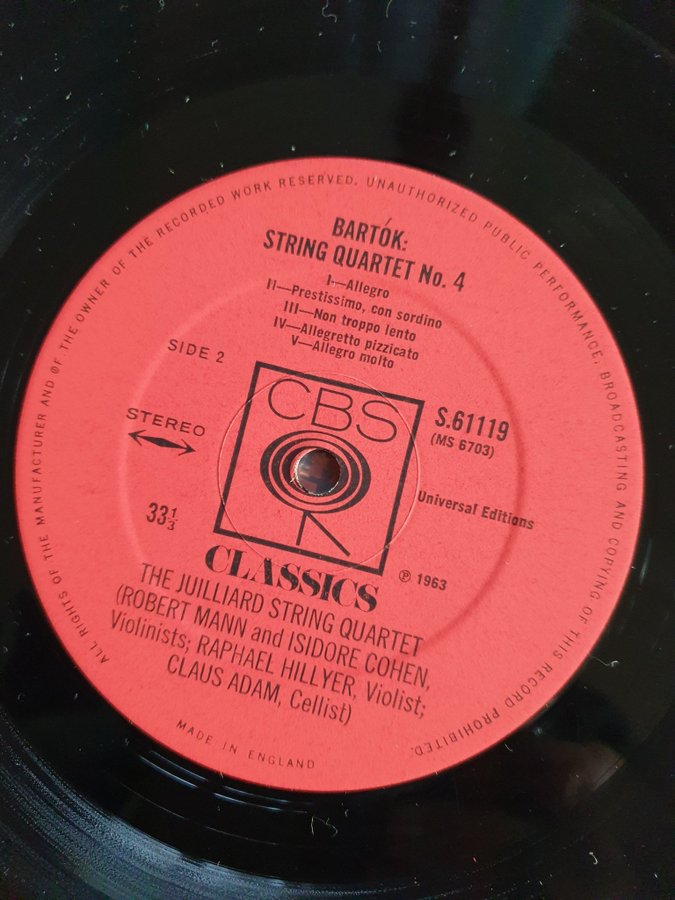 ALL RIGHTS OF THE MANUFACTURER AND OF THE OWNER OF THE RECORDED WORK RESERVED. UNAUTHORIZED PUBLIC PERFORMANCE, BROADCASTING AND COPYING OF THIS RECORD PROHIBITED.
BARTÓK:
STRING QUARTET No. 4
I—Allegro
II—Prestissimo, con sordino
III—Non troppo lento
IV—Allegretto pizzicato
V—Allegro molto
SIDE 2
CBS
S.61119
(MS 6703)
STEREO
Universal Editions
33⅓
CLASSICS
℗ 1963
THE JUILLIARD STRING QUARTET
(ROBERT MANN and ISIDORE COHEN,
Violinists; RAPHAEL HILLYER, Violist;
CLAUS ADAM, Cellist)
MADE IN ENGLAND